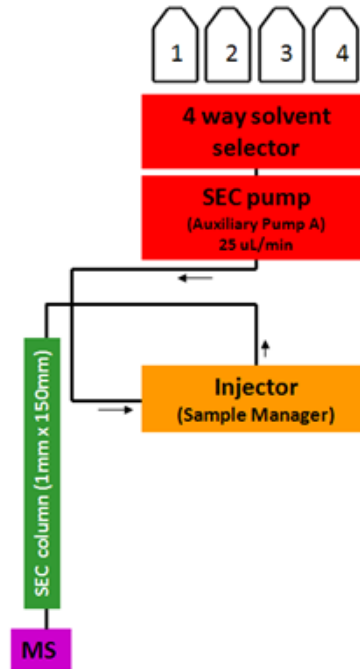 1 2 3 4
4 way solvent
selector
SEC pump
(Auxiliary Pump A)
25 uL/min
Injector
(Sample Manager)
SEC column (1mm x 150mm)
MS